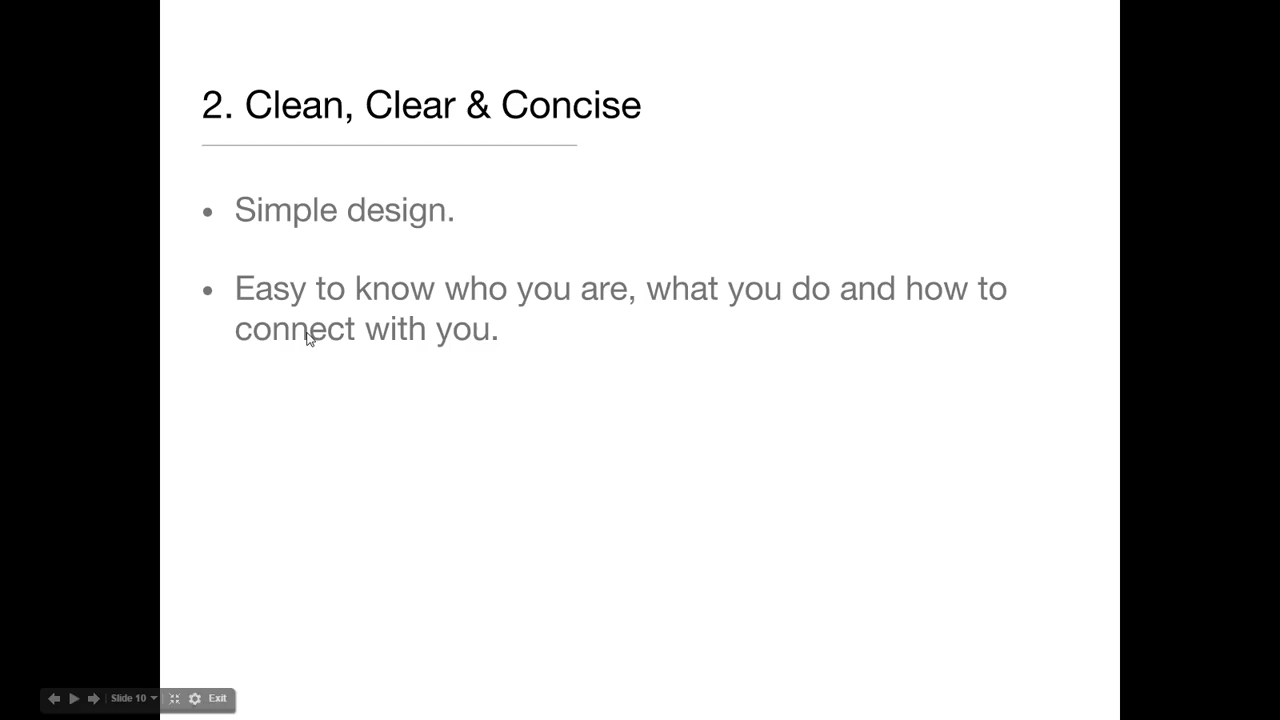 2. Clean, Clear & Concise
• Simple design.
• Easy to know who you are, what you do and how to
connect with you.
Slide 10
Exit